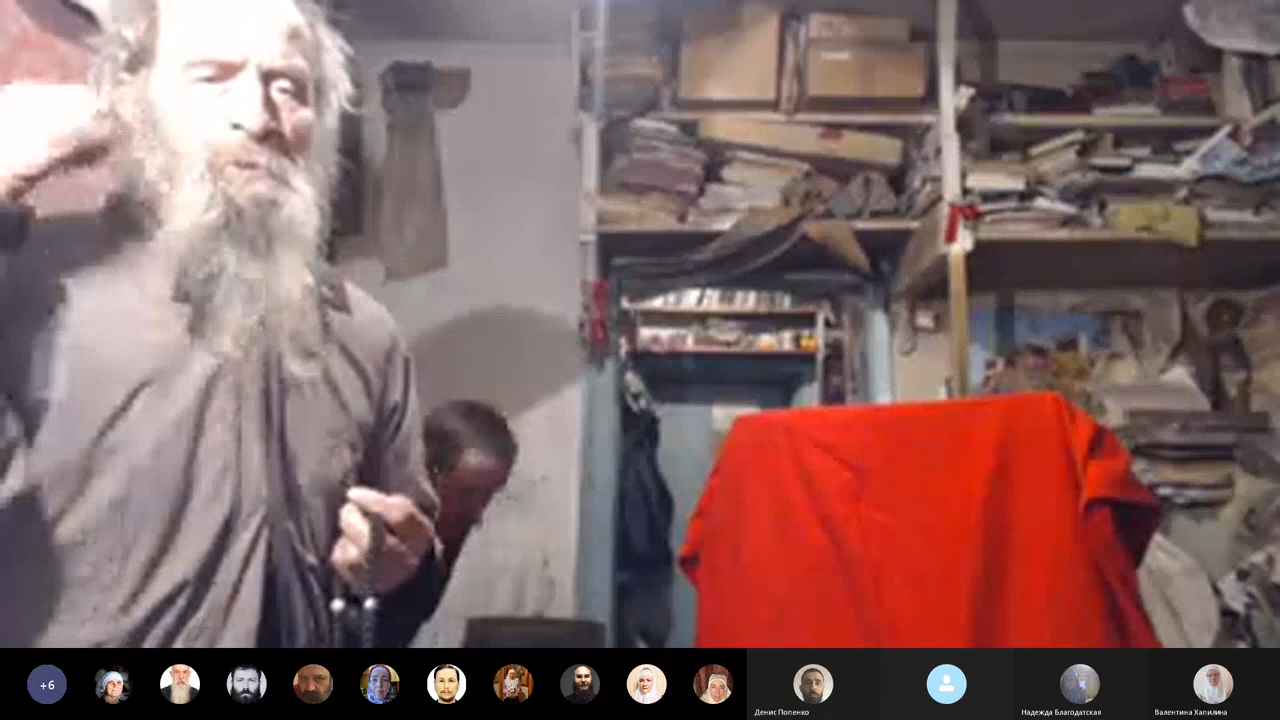 +6
Денис Попенко
Надежда Благодатская
Валентина Хапилина